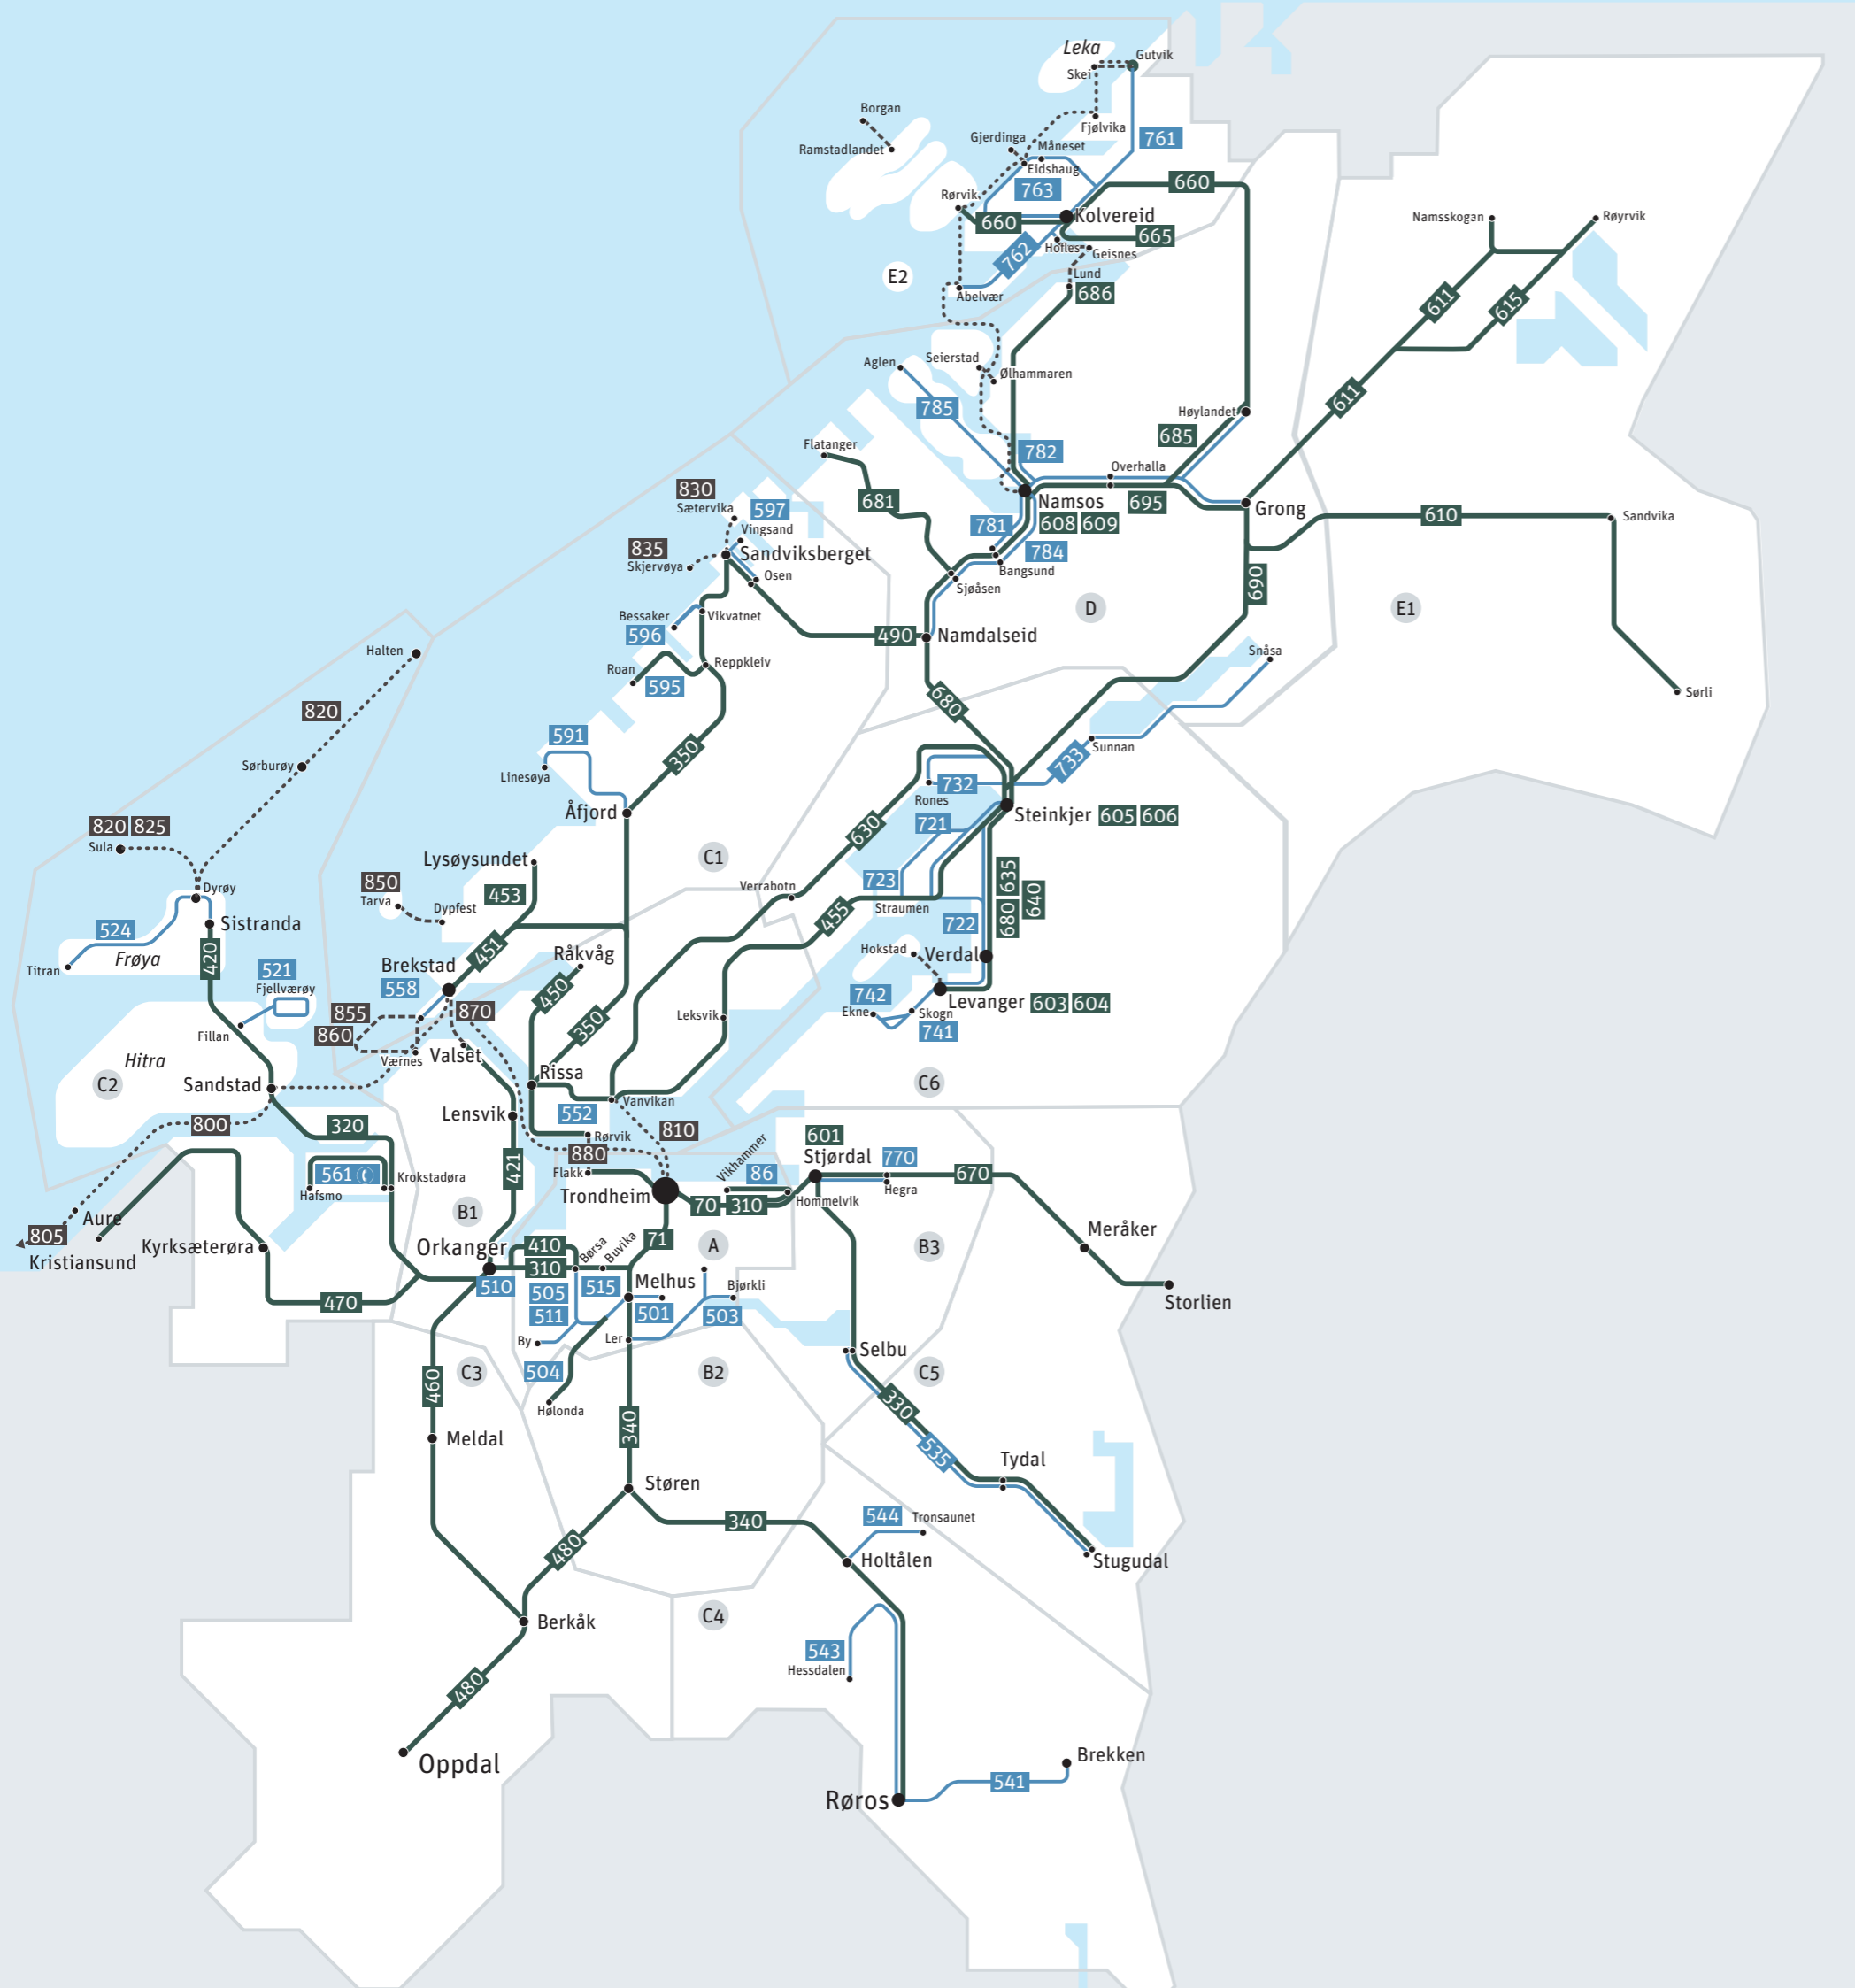 Leka
Gutvik
Skei
Borgan
Fjølvika
Gjerdinga
Måneset
761
Ramstadlandet
Eidshaug
763
660
Rørvik
660
Kolvereid
Namsskogan
Røyrvik
665
762
Hofles
Geisnes
E2
Lund
Abelvær
686
611
615
Seierstad
Aglen
Ølhammaren
611
785
Høylandet
685
Flatanger
782
Overhalla
830
Sætervika
597
681
Namsos
695
Grong
610
Sandvika
Vingsand
781
608
609
835
Skjervøya
Sandviksberget
784
Osen
Bangsund
Sjøåsen
690
Bessaker
Vikvatnet
D
E1
596
490
Namdalseid
Halten
Roan
Reppkleiv
Snåsa
595
Sørli
820
680
591
350
Sunnan
733
Sørburøy
Linesøya
732
Rones
Åfjord
Steinkjer
605
606
820
825
721
Sula
630
C1
Lysøysundet
850
Tarva
453
Verrabotn
723
635
Dyrøy
Dypfest
Straumen
640
524
Sistranda
455
680
722
Titran
Frøya
420
451
Råkvåg
Hokstad
Verdal
521
Fjellværøy
Brekstad
558
450
742
Levanger
603
604
855
870
Ekne
Skogn
Fillan
860
350
Leksvik
741
Hitra
Værnes
Valset
C2
Sandstad
Rissa
C6
Lensvik
552
Vanvikan
800
320
Rørvik
810
601
880
Vikhammer
Stjørdal
770
561
Krokstadøra
421
Flakk
86
670
Hafsmo
Trondheim
Hommelvik
Hegra
70
310
B1
Aure
805
Meråker
Kristiansund
Kyrksæterøra
Orkanger
410
Børsa
Buvika
71
A
B3
310
510
505
515
Melhus
Bjørkli
470
511
501
503
Storlien
By
Ler
Selbu
C3
504
B2
C5
460
Hølonda
330
340
Meldal
535
Tydal
Støren
340
544
Tronsaunet
480
Holtålen
Stugudal
Berkåk
C4
543
Hessdalen
480
Oppdal
Brekken
541
Røros